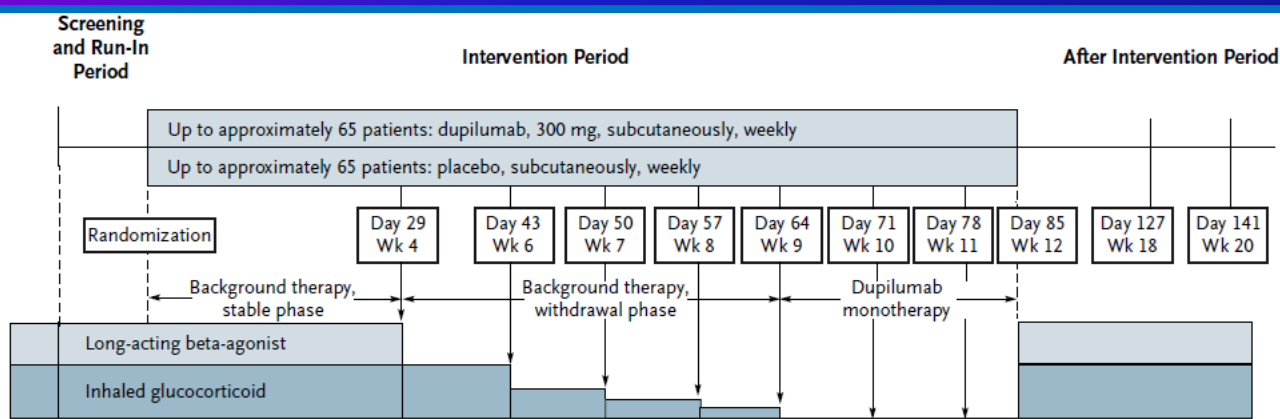 Screening
and Run-In
Period
Intervention Period
After Intervention Period
Up to approximately 65 patients: dupilumab, 300 mg, subcutaneously, weekly
Up to approximately 65 patients: placebo, subcutaneously, weekly
Randomization
Day 29
Wk 4
Day 43
Wk 6
Day 50
Wk 7
Day 57
Wk 8
Day 64
Wk 9
Day 71
Wk 10
Day 78
Wk 11
Day 85
Wk 12
Day 127
Wk 18
Day 141
Wk 20
Background therapy,
stable phase
Background therapy,
withdrawal phase
Dupilumab
monotherapy
Long-acting beta-agonist
Inhaled glucocorticoid